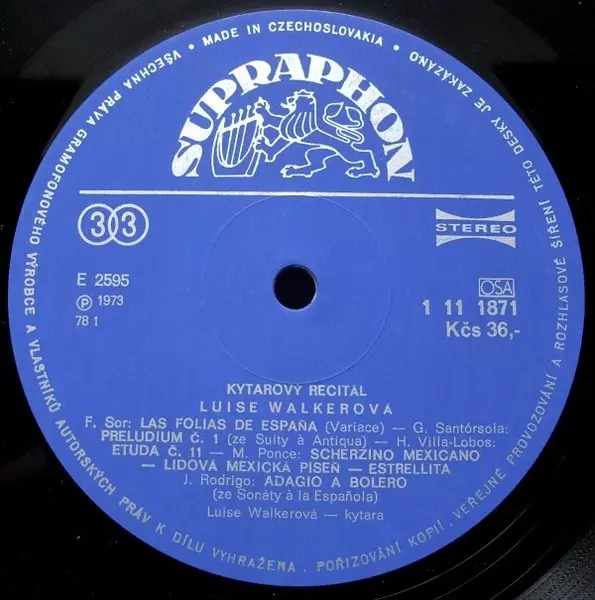 VŠECHNA PRÁVA GRAMOFONOVÉHO VÝROBCE A VLASTNÍKŮ AUTORSKÝCH PRÁV K DÍLU VYHRAŽENA. POŘIZOVÁNÍ KOPIÍ, VEŘEJNÉ PROVOZOVÁNÍ A ROZHLASOVÉ ŠÍŘENÍ TÉTO DESKY JE ZAKÁZÁNO
• MADE IN CZECHOSLOVAKIA •
SUPRAPHON
33
STEREO
E 2595
Ⓟ 1973
78 1
OSA
1 11 1871
Kčs 36,-
KYTAROVÝ RECITÁL
LUISE WALKEROVÁ
F. Sor: LAS FOLIAS DE ESPAÑA (Variace) — G. Santórsola:
PRELUDIUM Č. 1 (ze Suity à Antiqua) — H. Villa-Lobos:
ETUDA Č. 11 — M. Ponce: SCHERZINO MEXICANO
— LIDOVÁ MEXICKÁ PÍSEŇ — ESTRELLITA
J. Rodrigo: ADAGIO A BOLERO
(ze Sonáty à la Española)
Luise Walkerová — kytara